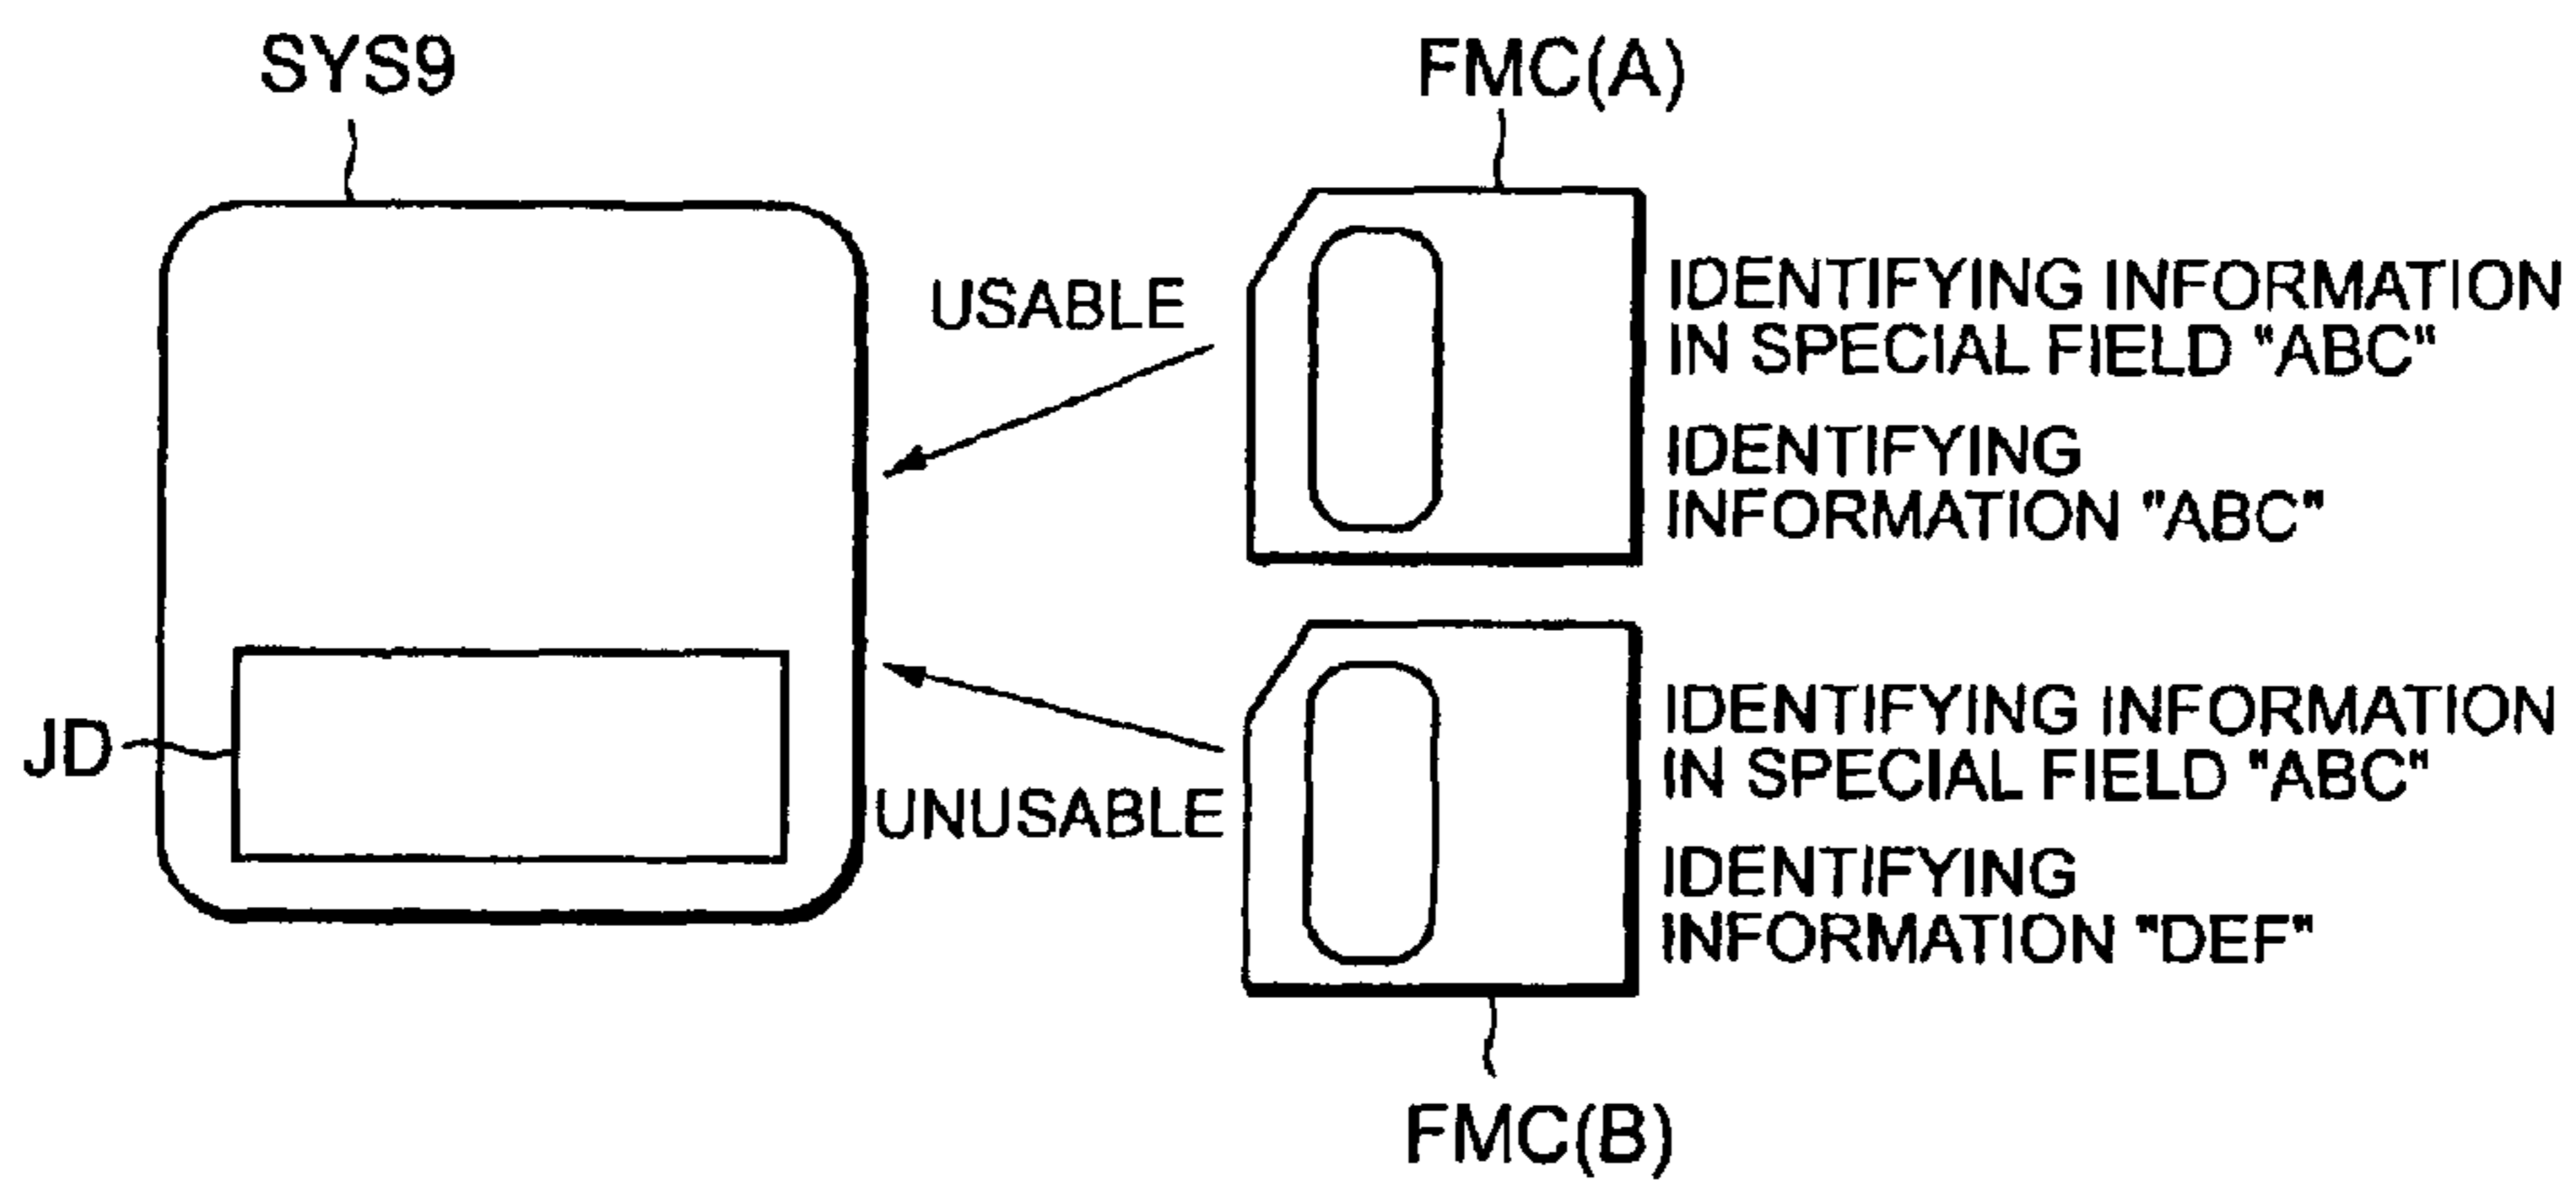 SYS9
FMC(A)
USABLE
IDENTIFYING INFORMATION
IN SPECIAL FIELD "ABC"
IDENTIFYING
INFORMATION "ABC"
JD
UNUSABLE
IDENTIFYING INFORMATION
IN SPECIAL FIELD "ABC"
IDENTIFYING
INFORMATION "DEF"
FMC(B)